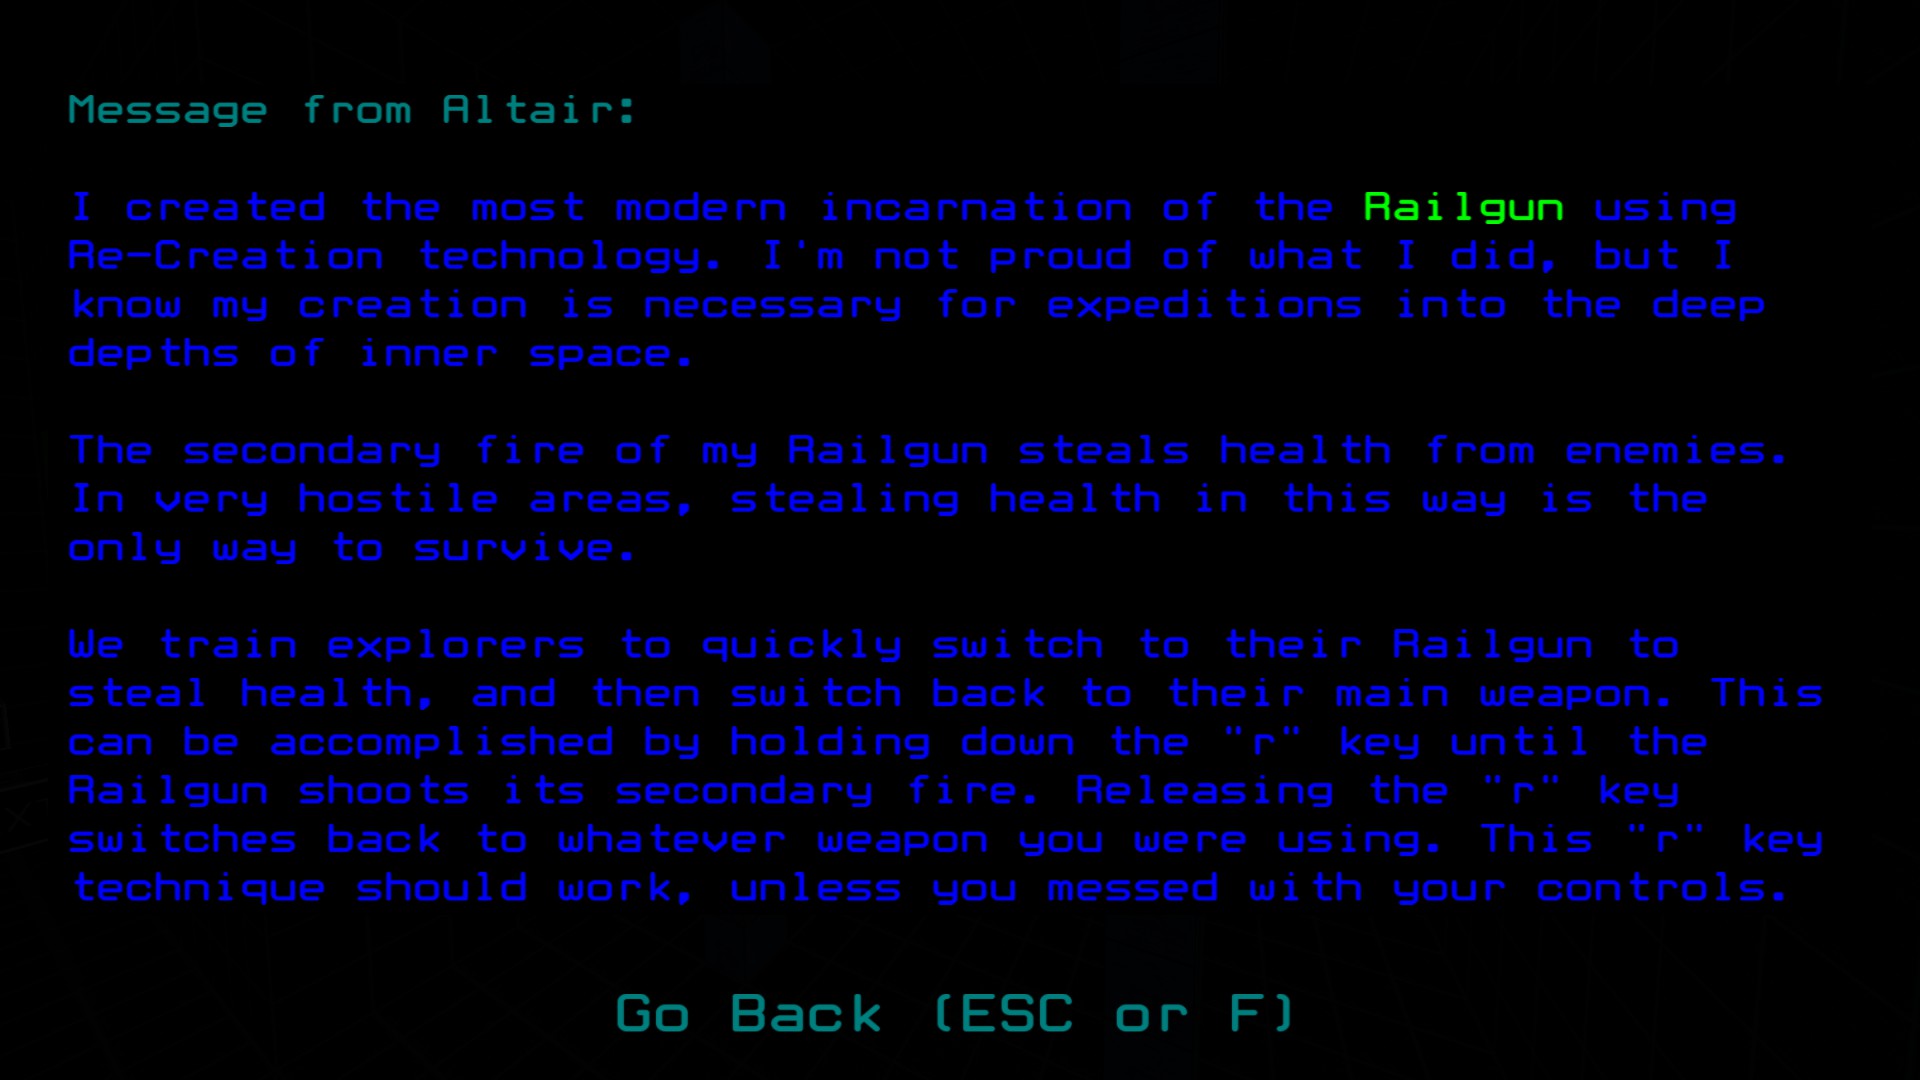 Message from Altair:
I created the most modern incarnation of the Railgun using
Re-Creation technology. I'm not proud of what I did, but I
know my creation is necessary for expeditions into the deep
depths of inner space.
The secondary fire of my Railgun steals health from enemies.
In very hostile areas, stealing health in this way is the
only way to survive.
We train explorers to quickly switch to their Railgun to
steal health, and then switch back to their main weapon. This
can be accomplished by holding down the "r" key until the
Railgun shoots its secondary fire. Releasing the "r" key
switches back to whatever weapon you were using. This "r" key
technique should work, unless you messed with your controls.
Go Back (ESC or F)